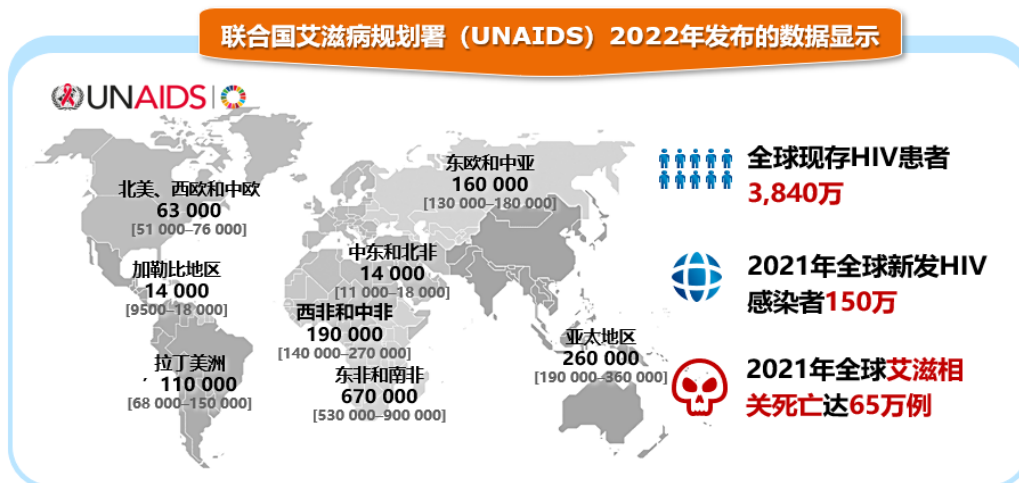 联合国艾滋病规划署（UNAIDS）2022年发布的数据显示
UNAIDS
北美、西欧和中欧
63 000
[51 000–76 000]
加勒比地区
14 000
[9500–18 000]
拉丁美洲
110 000
[68 000–150 000]
东欧和中亚
160 000
[130 000–180 000]
中东和北非
14 000
[11 000–18 000]
西非和中非
190 000
[140 000–270 000]
东非和南非
670 000
[530 000–900 000]
亚太地区
260 000
[190 000–360 000]
全球现存HIV患者
3,840万
2021年全球新发HIV
感染者150万
2021年全球艾滋相
关死亡达65万例